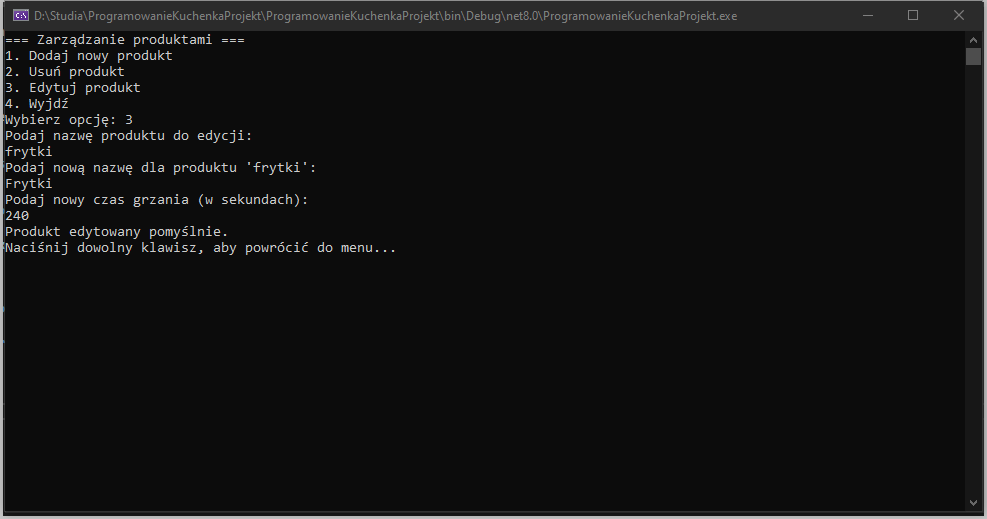 D:\Studia\ProgramowanieKuchenkaProjekt\ProgramowanieKuchenkaProjekt\bin\Debug\net8.0\ProgramowanieKuchenkaProjekt.exe
=== Zarządzanie produktami ===
1. Dodaj nowy produkt
2. Usuń produkt
3. Edytuj produkt
4. Wyjdź
Wybierz opcję: 3
Podaj nazwę produktu do edycji:
frytki
Podaj nową nazwę dla produktu 'frytki':
Frytki
Podaj nowy czas grzania (w sekundach):
240
Produkt edytowany pomyślnie.
Naciśnij dowolny klawisz, aby powrócić do menu...